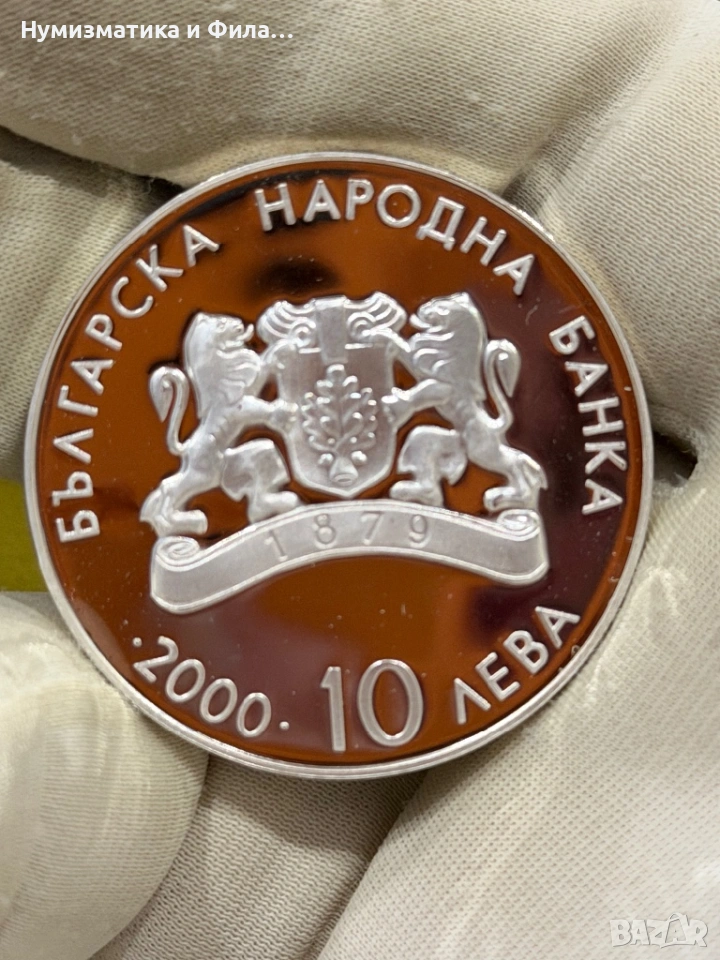 Нумизматика и Фила...
БЪЛГАРСКА НАРОДНА БАНКА
1879
·2000· 10 ЛЕВА
BAZAR